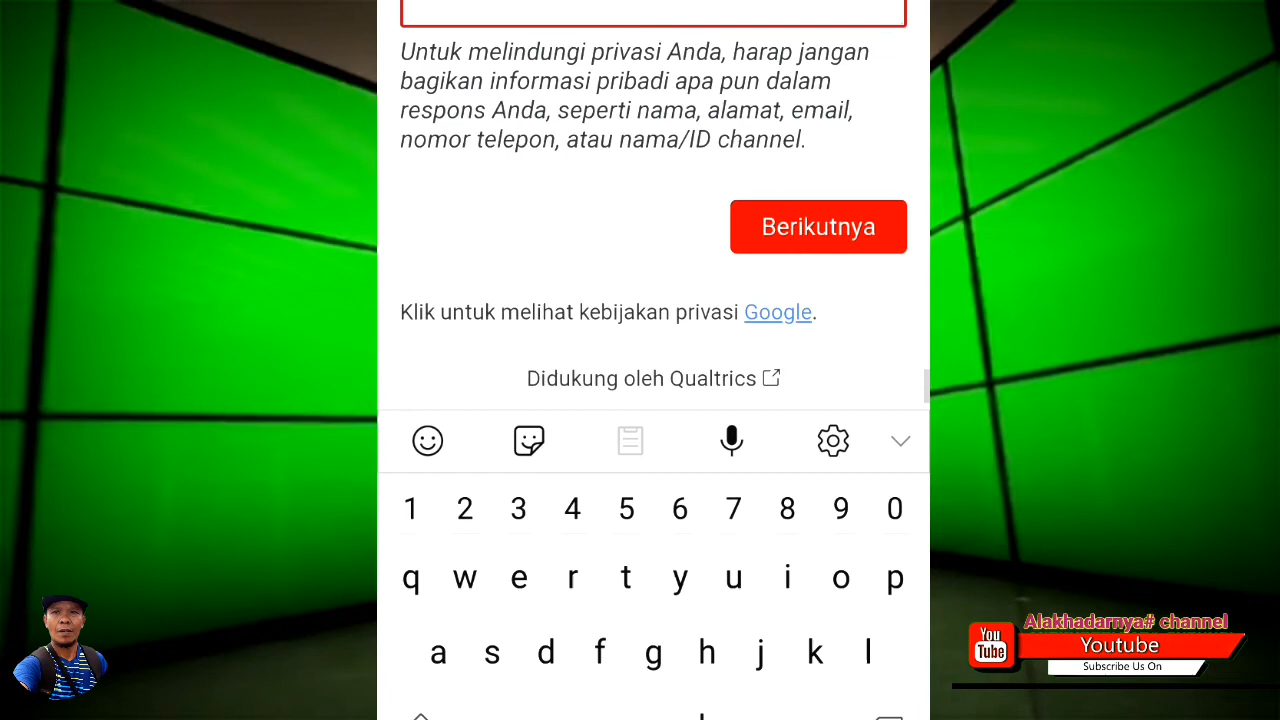 Untuk melindungi privasi Anda, harap jangan
bagikan informasi pribadi apa pun dalam
respons Anda, seperti nama, alamat, email,
nomor telepon, atau nama/ID channel.
Berikutnya
Klik untuk melihat kebijakan privasi Google.
Didukung oleh Qualtrics
1 2 3 4 5 6 7 8 9 0
q w e r t y u i o p
a s d f g h j k l
Alakhadarnya# channel
You
Tube
Youtube
Subscribe Us On